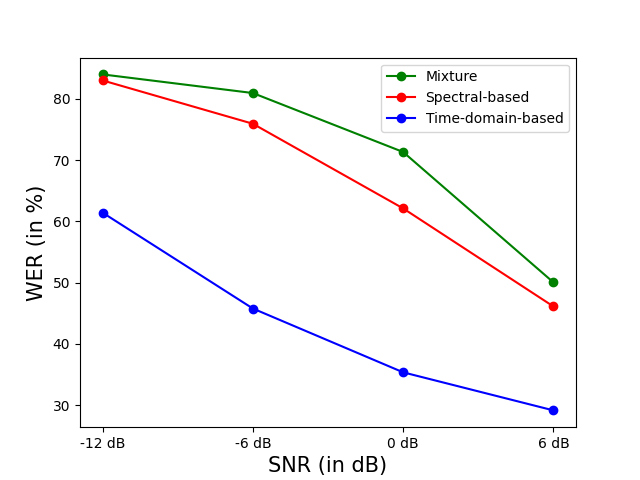 Mixture
Spectral-based
Time-domain-based
80
70
60
50
40
30
WER (in %)
-12 dB
-6 dB
0 dB
6 dB
SNR (in dB)